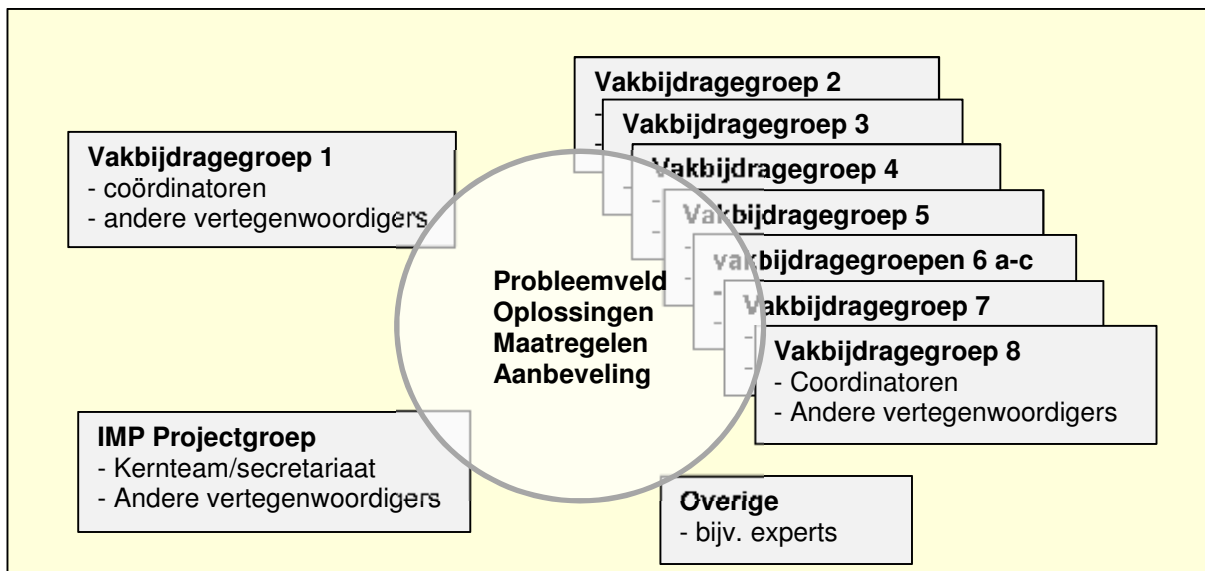 Vakbijdragegroep 1
- coördinatoren
- andere vertegenwoordigers
Vakbijdragegroep 2
-
-
Vakbijdragegroep 3
-
-
Vakbijdragegroep 4
-
-
Vakbijdragegroep 5
-
-
vakbijdragegroepen 6 a-c
-
-
Vakbijdragegroep 7
-
-
Vakbijdragegroep 8
- Coordinatoren
- Andere vertegenwoordigers
Probleemveld
Oplossingen
Maatregelen
Aanbeveling
IMP Projectgroep
- Kernteam/secretariaat
- Andere vertegenwoordigers
Overige
- bijv. experts